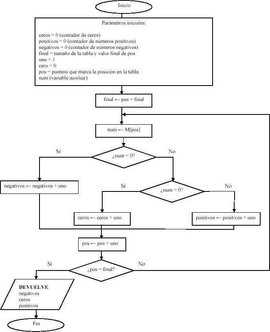 Inicio
Parámetros iniciales
ceros = 0 (contador de ceros)
positivos = 0 (contador de números positivos)
negativos = 0 (contador de números negativos)
final = tamaño de la tabla y valor final de pos
uno = 1
cero = 0
pos = puntero que marca la posición en la tabla
num (variable auxiliar)
final ← pos + final
num ← M[pos]
Si
¿num < 0?
No
negativos ← negativos + uno
Si
¿num = 0?
No
ceros ← ceros + uno
positivos ← positivos + uno
pos ← pos + uno
Si
¿pos = final?
No
DEVUELVE
negativos
ceros
positivos
Fin